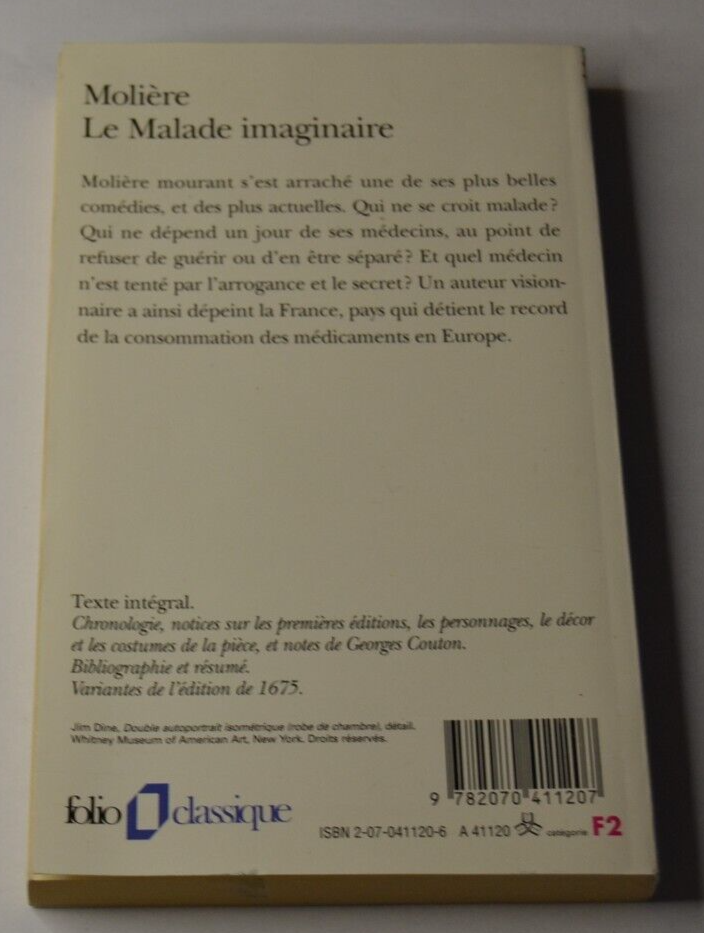 Molière
Le Malade imaginaire
Molière mourant s'est arraché une de ses plus belles
comédies, et des plus actuelles. Qui ne se croit malade ?
Qui ne dépend un jour de ses médecins, au point de
refuser de guérir ou d'en être séparé ? Et quel médecin
n'est tenté par l'arrogance et le secret ? Un auteur vision-
naire a ainsi dépeint la France, pays qui détient le record
de la consommation des médicaments en Europe.
Texte intégral.
Chronologie, notices sur les premières éditions, les personnages, le décor
et les costumes de la pièce, et notes de Georges Couton.
Bibliographie et résumé.
Variantes de l'édition de 1675.
Jim Dine, Double autoportrait isométrique (robe de chambre), détail.
Whitney Museum of American Art, New York. Droits réservés.
9 782070 411207
folio classique
ISBN 2-07-041120-6 A 41120 catégorie F2